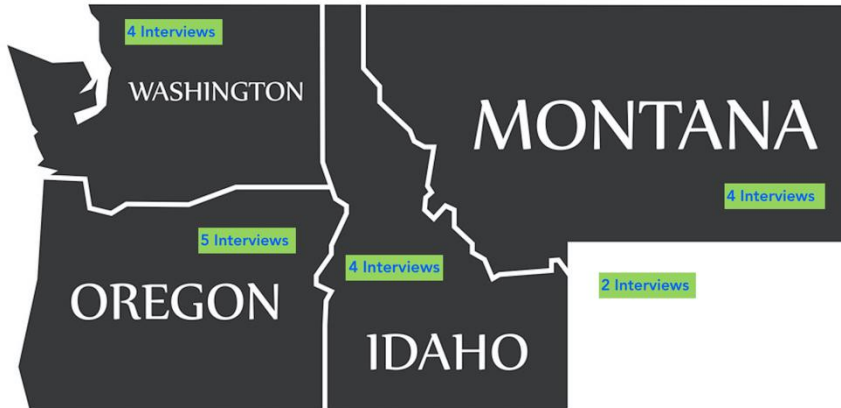 4 Interviews
WASHINGTON
MONTANA
4 Interviews
5 Interviews
4 Interviews
2 Interviews
OREGON
IDAHO